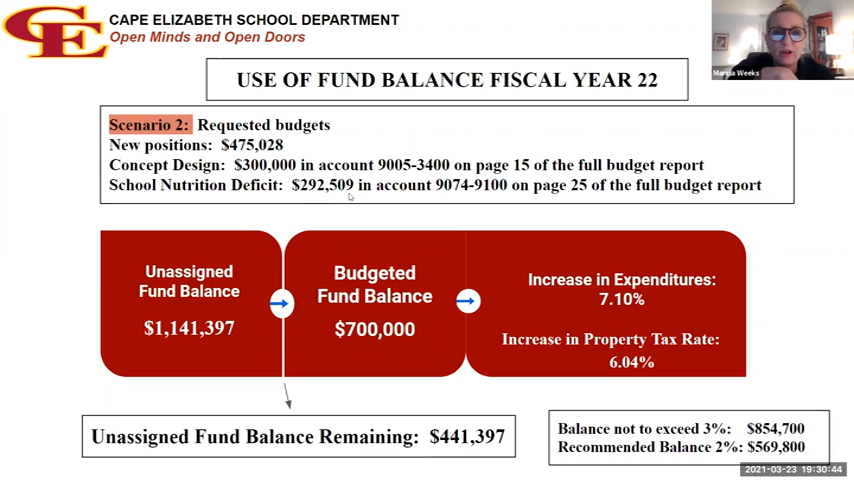 CE
CAPE ELIZABETH SCHOOL DEPARTMENT
Open Minds and Open Doors
Marcia Weeks
USE OF FUND BALANCE FISCAL YEAR 22
Scenario 2: Requested budgets
New positions: $475,028
Concept Design: $300,000 in account 9005-3400 on page 15 of the full budget report
School Nutrition Deficit: $292,509 in account 9074-9100 on page 25 of the full budget report
Unassigned
Fund Balance
$1,141,397
Budgeted
Fund Balance
$700,000
Increase in Expenditures:
7.10%
Increase in Property Tax Rate:
6.04%
Unassigned Fund Balance Remaining: $441,397
Balance not to exceed 3%: $854,700
Recommended Balance 2%: $569,800
2021-03-23 19:30:44